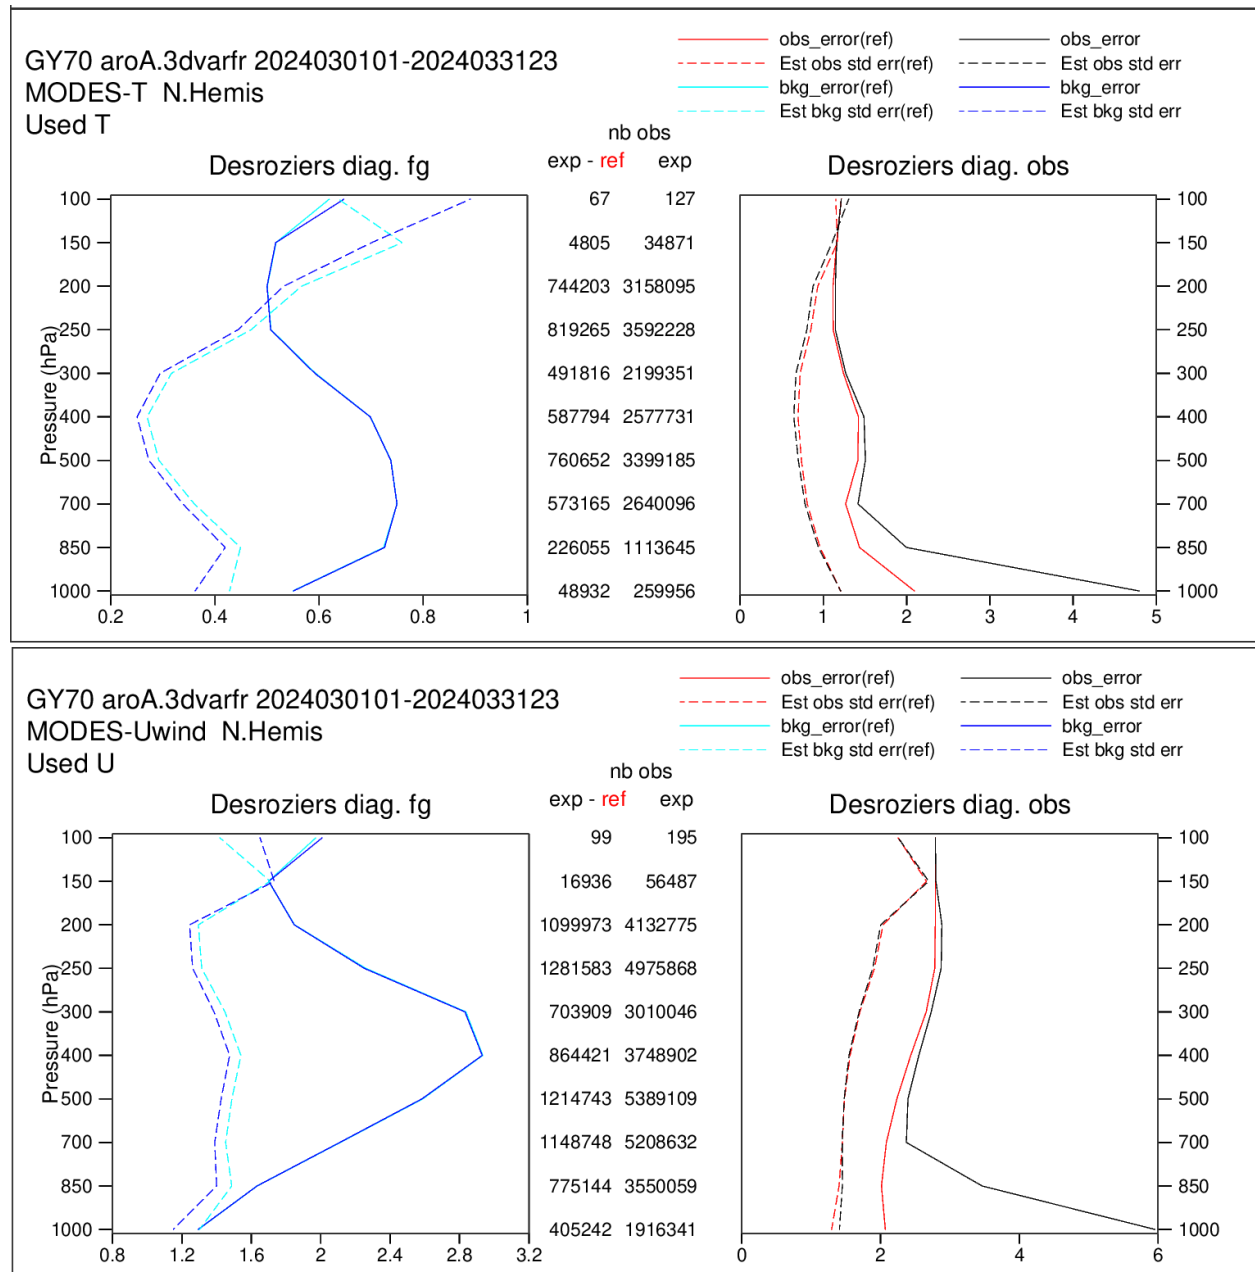 GY70 aroA.3dvarfr 2024030101-2024033123
MODES-T N.Hemis
Used T
obs_error(ref) obs_error
Est obs std err(ref) Est obs std err
bkg_error(ref) bkg_error
Est bkg std err(ref) Est bkg std err
nb obs
exp - ref exp
Desroziers diag. fg
Desroziers diag. obs
Pressure (hPa)
100 67 127 100
150 4805 34871 150
200 744203 3158095 200
250 819265 3592228 250
300 491816 2199351 300
400 587794 2577731 400
500 760652 3399185 500
700 573165 2640096 700
850 226055 1113645 850
1000 48932 259956 1000
0.2 0.4 0.6 0.8 1 0 1 2 3 4 5
GY70 aroA.3dvarfr 2024030101-2024033123
MODES-Uwind N.Hemis
Used U
obs_error(ref) obs_error
Est obs std err(ref) Est obs std err
bkg_error(ref) bkg_error
Est bkg std err(ref) Est bkg std err
nb obs
exp - ref exp
Desroziers diag. fg
Desroziers diag. obs
Pressure (hPa)
100 99 195 100
150 16936 56487 150
200 1099973 4132775 200
250 1281583 4975868 250
300 703909 3010046 300
400 864421 3748902 400
500 1214743 5389109 500
700 1148748 5208632 700
850 775144 3550059 850
1000 405242 1916341 1000
0.8 1.2 1.6 2 2.4 2.8 3.2 0 2 4 6